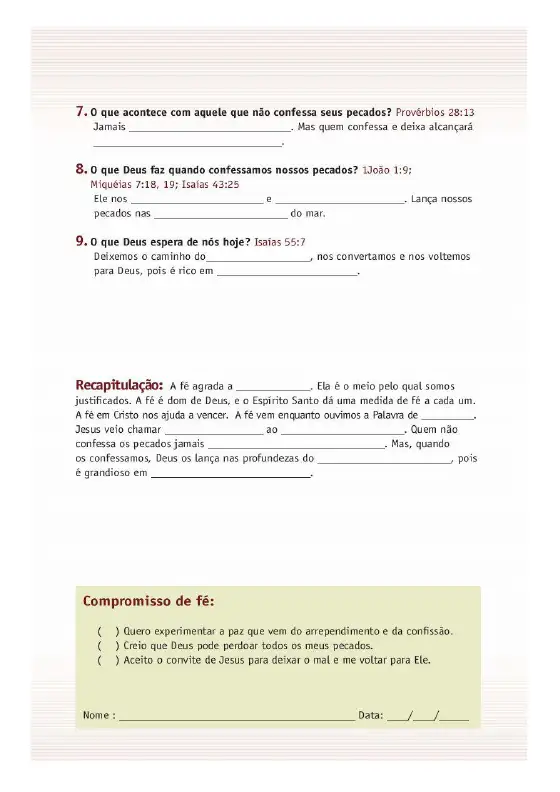 7. O que acontece com aquele que não confessa seus pecados? Provérbios 28:13
Jamais ______________________________. Mas quem confessa e deixa alcançará
___________________________________.
8. O que Deus faz quando confessamos nossos pecados? 1João 1:9;
Miquéias 7:18, 19; Isaías 43:25
Ele nos ________________________ e ________________________. Lança nossos
pecados nas ________________________ do mar.
9. O que Deus espera de nós hoje? Isaías 55:7
Deixemos o caminho do___________________, nos convertamos e nos voltemos
para Deus, pois é rico em __________________________.
Recapitulação: A fé agrada a ______________. Ela é o meio pelo qual somos
justificados. A fé é dom de Deus, e o Espírito Santo dá uma medida de fé a cada um.
A fé em Cristo nos ajuda a vencer. A fé vem enquanto ouvimos a Palavra de __________.
Jesus veio chamar __________________ ao _______________________. Quem não
confessa os pecados jamais _________________________________. Mas, quando
os confessamos, Deus os lança nas profundezas do _________________________, pois
é grandioso em ______________________________.
Compromisso de fé:
( ) Quero experimentar a paz que vem do arrependimento e da confissão.
( ) Creio que Deus pode perdoar todos os meus pecados.
( ) Aceito o convite de Jesus para deixar o mal e me voltar para Ele.
Nome : ____________________________________________ Data: ____/____/______